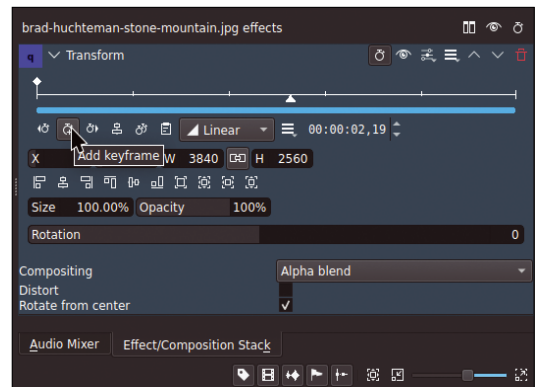 brad-huchteman-stone-mountain.jpg effects
Transform
Linear 00:00:02,19
Add keyframe
X W 3840 H 2560
Size 100.00% Opacity 100%
Rotation 0
Compositing Alpha blend
Distort
Rotate from center
Audio Mixer Effect/Composition Stack